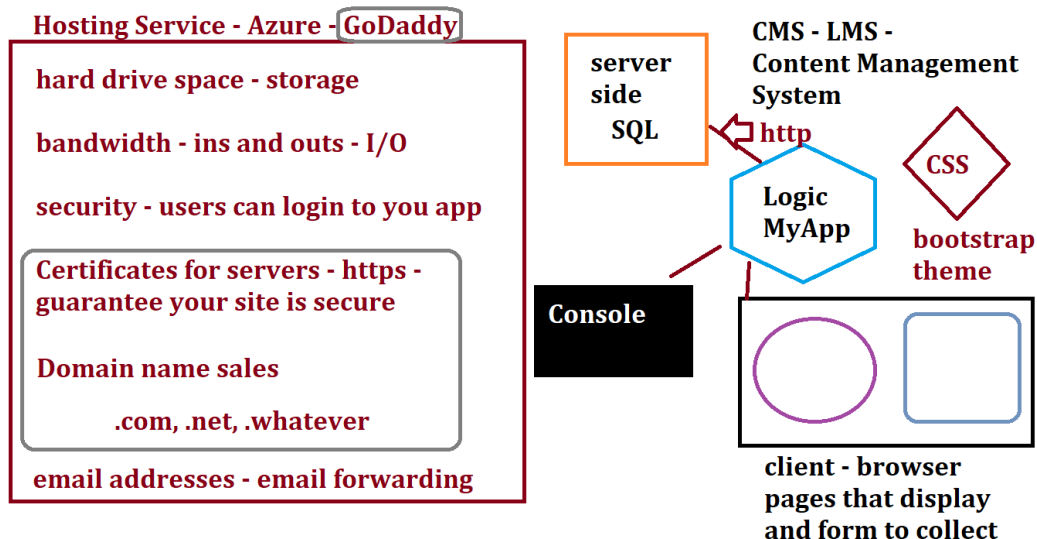 Hosting Service - Azure - GoDaddy
hard drive space - storage
bandwidth - ins and outs - I/O
security - users can login to you app
Certificates for servers - https -
guarantee your site is secure
Domain name sales
.com, .net, .whatever
email addresses - email forwarding
server
side
SQL
CMS - LMS -
Content Management
System
http
Logic
MyApp
CSS
bootstrap
theme
Console
client - browser
pages that display
and form to collect